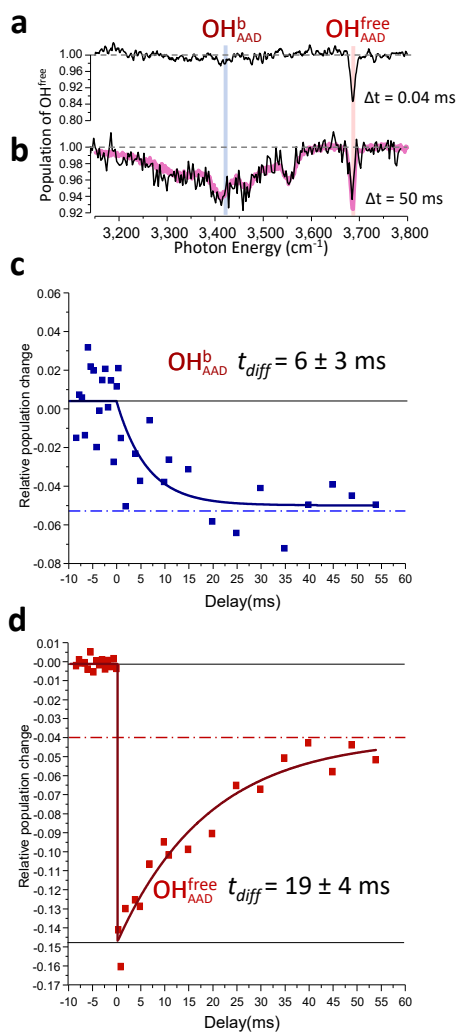 a
OH^b_AAD OH^free_AAD
1.00
0.96
0.92
0.88
0.84
0.80
Δt = 0.04 ms
Population of OH^free
b
1.00
0.98
0.96
0.94
0.92
Δt = 50 ms
3,200 3,300 3,400 3,500 3,600 3,700 3,800
Photon Energy (cm⁻¹)
c
0.06
0.04
0.02
0.00
-0.02
-0.04
-0.06
-0.08
Relative population change
OH^b_AAD t_diff = 6 ± 3 ms
-10 -5 0 5 10 15 20 25 30 35 40 45 50 55 60
Delay(ms)
d
0.01
-0.00
-0.01
-0.02
-0.03
-0.04
-0.05
-0.06
-0.07
-0.08
-0.09
-0.10
-0.11
-0.12
-0.13
-0.14
-0.15
-0.16
-0.17
Relative population change
OH^free_AAD t_diff = 19 ± 4 ms
-10 -5 0 5 10 15 20 25 30 35 40 45 50 55 60
Delay(ms)